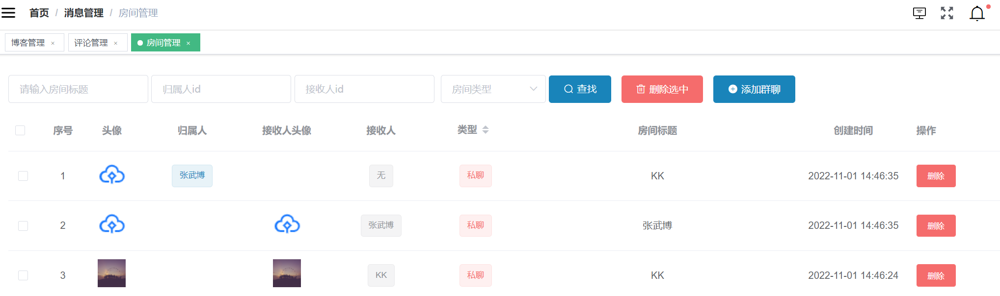 首页 / 消息管理 / 房间管理
博客管理 × 评论管理 × 房间管理 ×
请输入房间标题 归属人id 接收人id 房间类型 查找 删除选中 添加群聊
序号 头像 归属人 接收人头像 接收人 类型 房间标题 创建时间 操作
1 张武博 无 私聊 KK 2022-11-01 14:46:35 删除
2 张武博 私聊 张武博 2022-11-01 14:46:35 删除
3 KK 私聊 KK 2022-11-01 14:46:24 删除